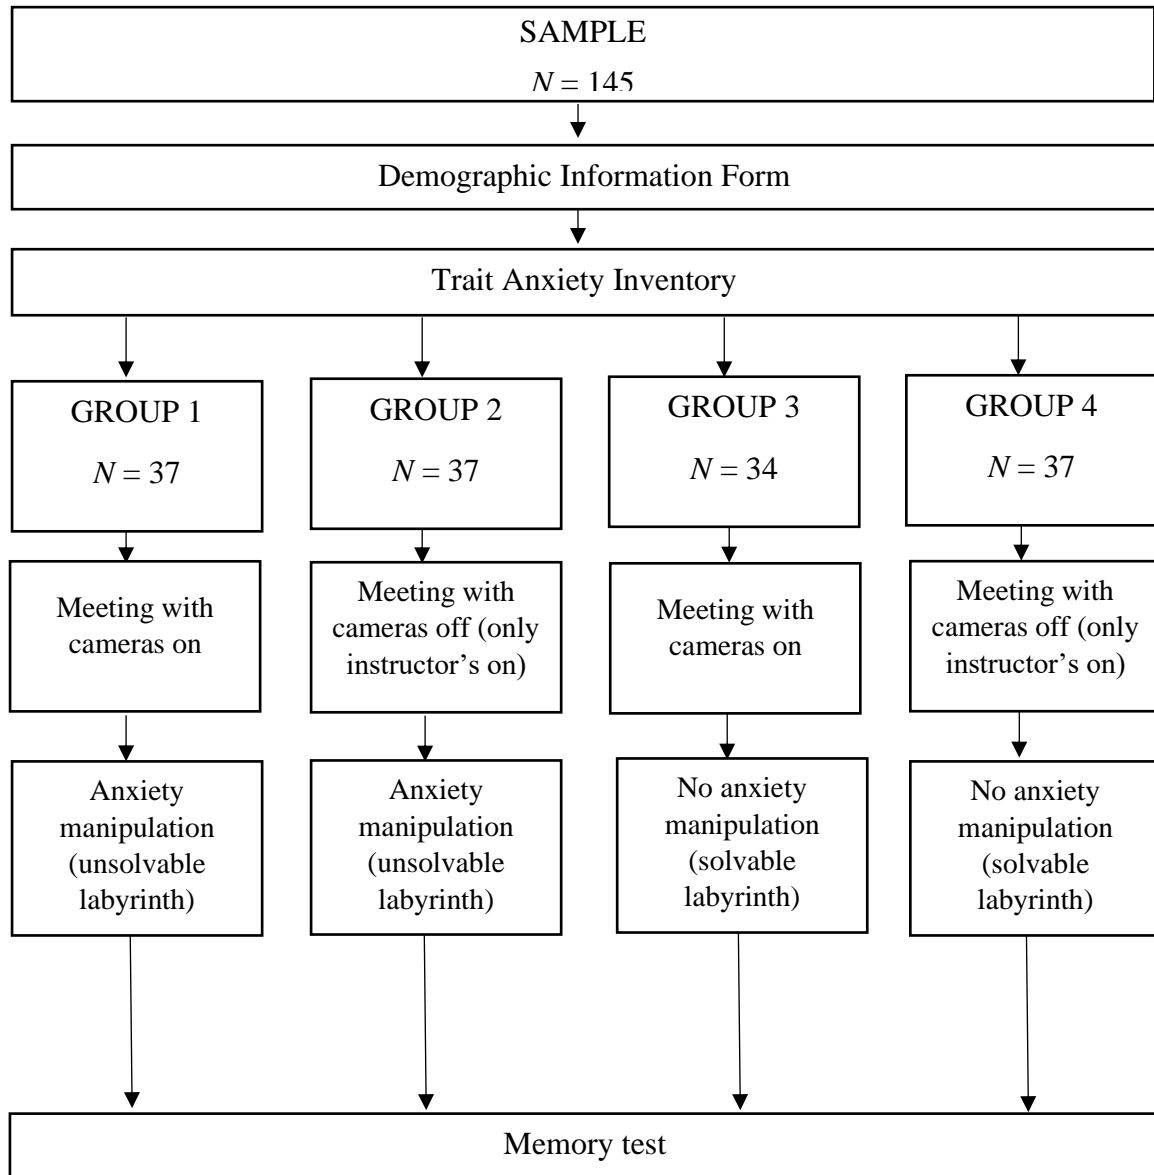 SAMPLE
N = 145
Demographic Information Form
Trait Anxiety Inventory
GROUP 1
N = 37
GROUP 2
N = 37
GROUP 3
N = 34
GROUP 4
N = 37
Meeting with
cameras on
Meeting with
cameras off (only
instructor’s on)
Meeting with
cameras on
Meeting with
cameras off (only
instructor’s on)
Anxiety
manipulation
(unsolvable
labyrinth)
Anxiety
manipulation
(unsolvable
labyrinth)
No anxiety
manipulation
(solvable
labyrinth)
No anxiety
manipulation
(solvable
labyrinth)
Memory test